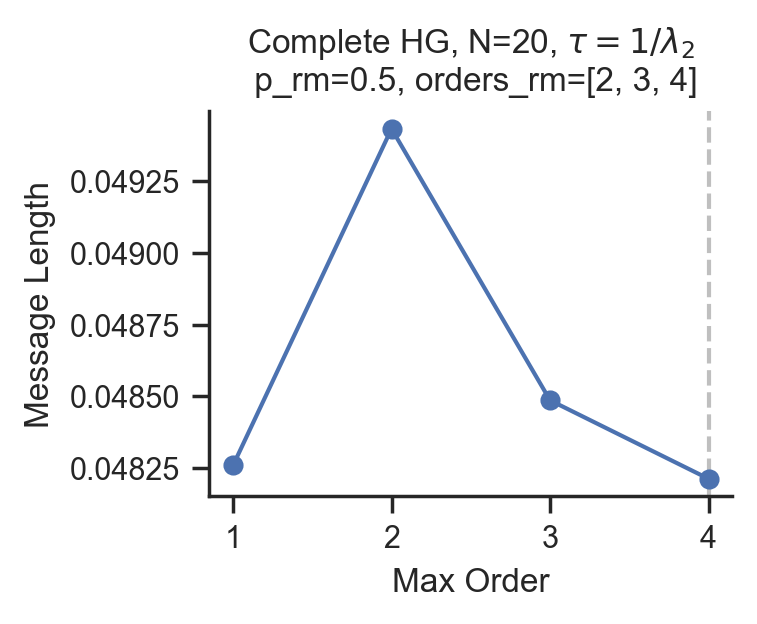 Complete HG, N=20, τ = 1/λ₂
p_rm=0.5, orders_rm=[2, 3, 4]
Message Length
0.04925
0.04900
0.04875
0.04850
0.04825
1 2 3 4
Max Order